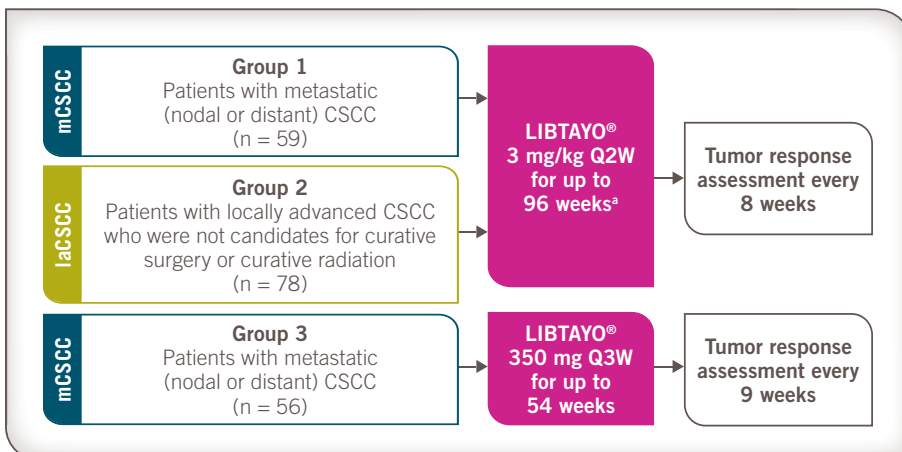 mCSCC
Group 1
Patients with metastatic
(nodal or distant) CSCC
(n = 59)
laCSCC
Group 2
Patients with locally advanced CSCC
who were not candidates for curative
surgery or curative radiation
(n = 78)
LIBTAYO®
3 mg/kg Q2W
for up to
96 weeksᵃ
Tumor response
assessment every
8 weeks
mCSCC
Group 3
Patients with metastatic
(nodal or distant) CSCC
(n = 56)
LIBTAYO®
350 mg Q3W
for up to
54 weeks
Tumor response
assessment every
9 weeks